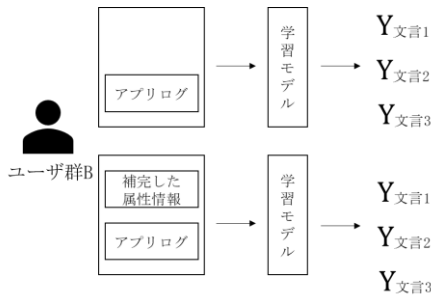 アプリログ
学習モデル
Y文言1
Y文言2
Y文言3
ユーザ群B
補完した
属性情報
アプリログ
学習モデル
Y文言1
Y文言2
Y文言3